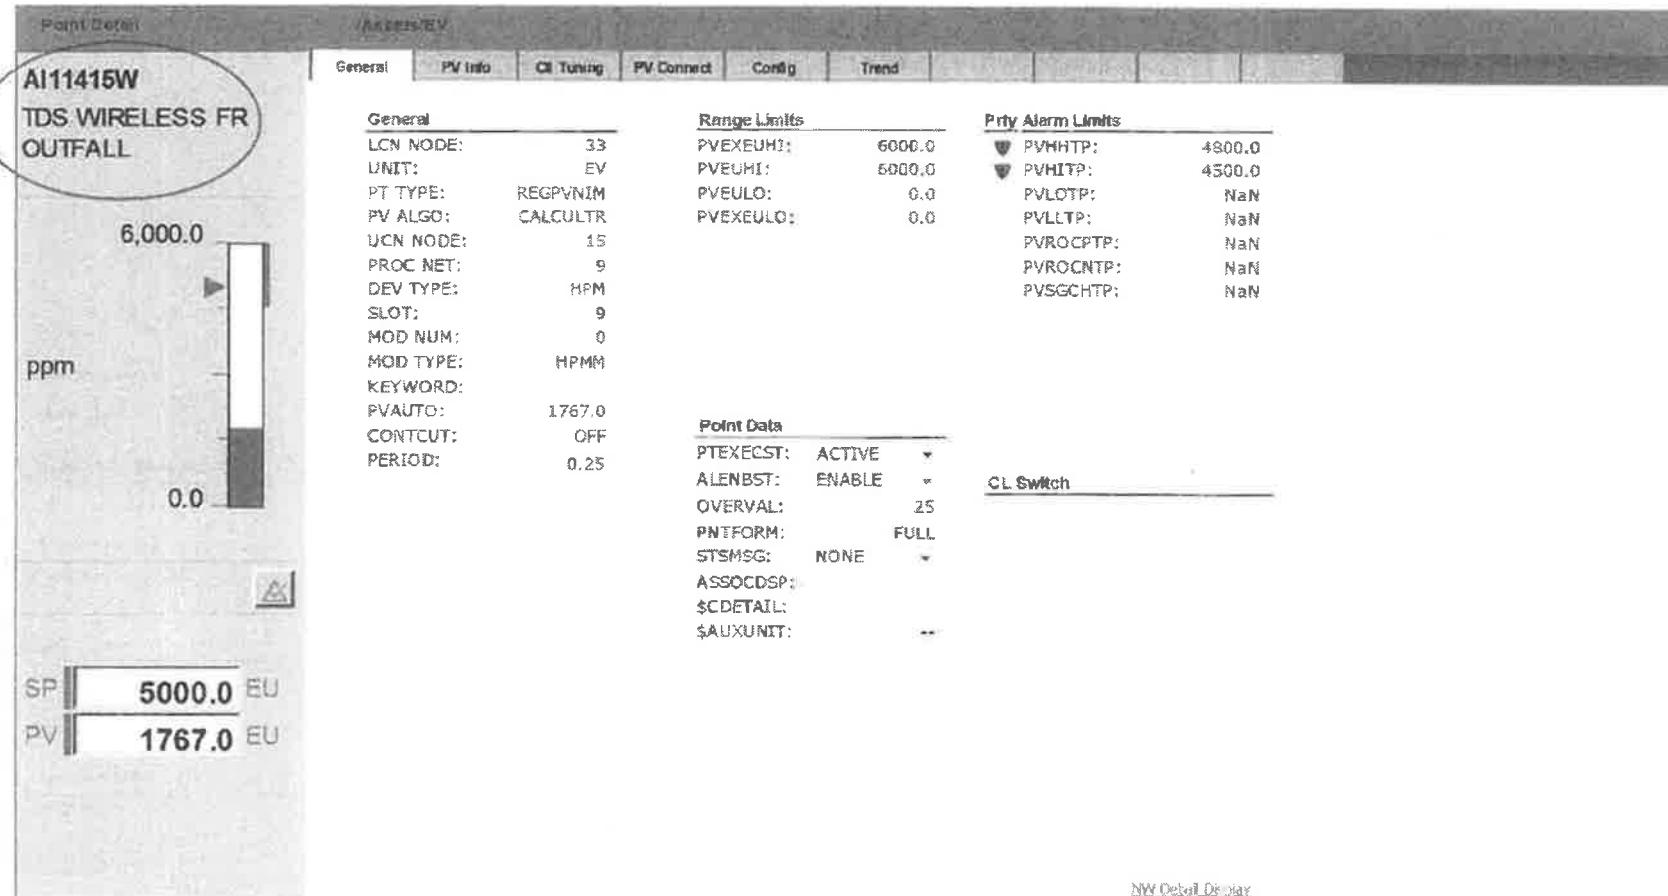 Point Detail /Assets/EV
AI11415W
TDS WIRELESS FR
OUTFALL
6,000.0
ppm
0.0
SP 5000.0 EU
PV 1767.0 EU
General PV Info CB Tuning PV Connect Config Trend
General
LCN NODE: 33
UNIT: EV
PT TYPE: REGPVNIM
PV ALGO: CALCULTR
UCN NODE: 15
PROC NET: 9
DEV TYPE: HPM
SLOT: 9
MOD NUM: 0
MOD TYPE: HPMM
KEYWORD:
PVAUTO: 1767.0
CONTCUT: OFF
PERIOD: 0.25
Range Limits
PVEXEUHI: 6000.0
PVEUHI: 6000.0
PVEULO: 0.0
PVEXEULO: 0.0
Point Data
PTEXECST: ACTIVE
ALENBST: ENABLE
OVERVAL: 25
PNTFORM: FULL
STSMSG: NONE
ASSOCDSP:
$CDETAIL:
$AUXUNIT: --
Prty Alarm Limits
PVHHTP: 4800.0
PVHITP: 4500.0
PVLOTP: NaN
PVLLTP: NaN
PVROCPTP: NaN
PVROCNTP: NaN
PVSGCHTP: NaN
CL Switch
NW Detail Display